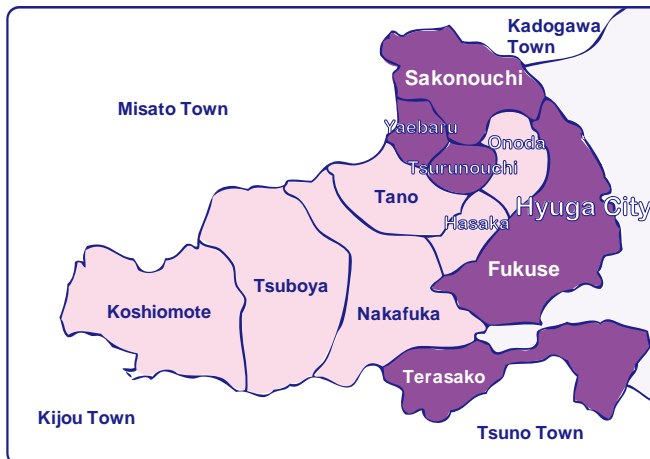 Kadogawa
Town
Sakonouchi
Misato Town
Yaebaru
Onoda
Tsurunouchi
Tano
Hyuga City
Hasaka
Fukuse
Tsuboya
Koshiomote
Nakafuka
Terasako
Kijou Town
Tsuno Town